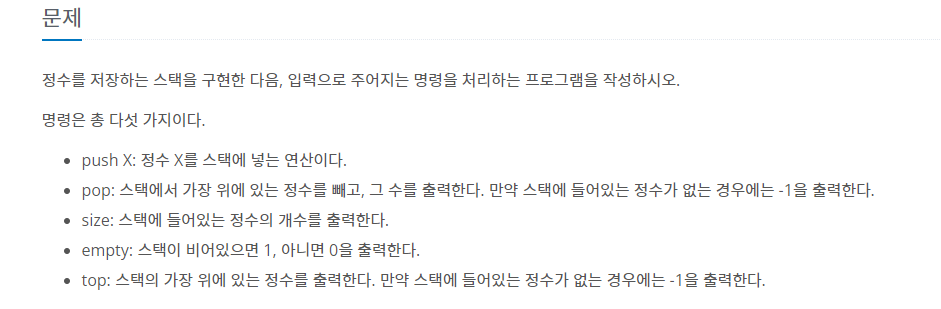 문제
정수를 저장하는 스택을 구현한 다음, 입력으로 주어지는 명령을 처리하는 프로그램을 작성하시오.
명령은 총 다섯 가지이다.
push X: 정수 X를 스택에 넣는 연산이다.
pop: 스택에서 가장 위에 있는 정수를 빼고, 그 수를 출력한다. 만약 스택에 들어있는 정수가 없는 경우에는 -1을 출력한다.
size: 스택에 들어있는 정수의 개수를 출력한다.
empty: 스택이 비어있으면 1, 아니면 0을 출력한다.
top: 스택의 가장 위에 있는 정수를 출력한다. 만약 스택에 들어있는 정수가 없는 경우에는 -1을 출력한다.